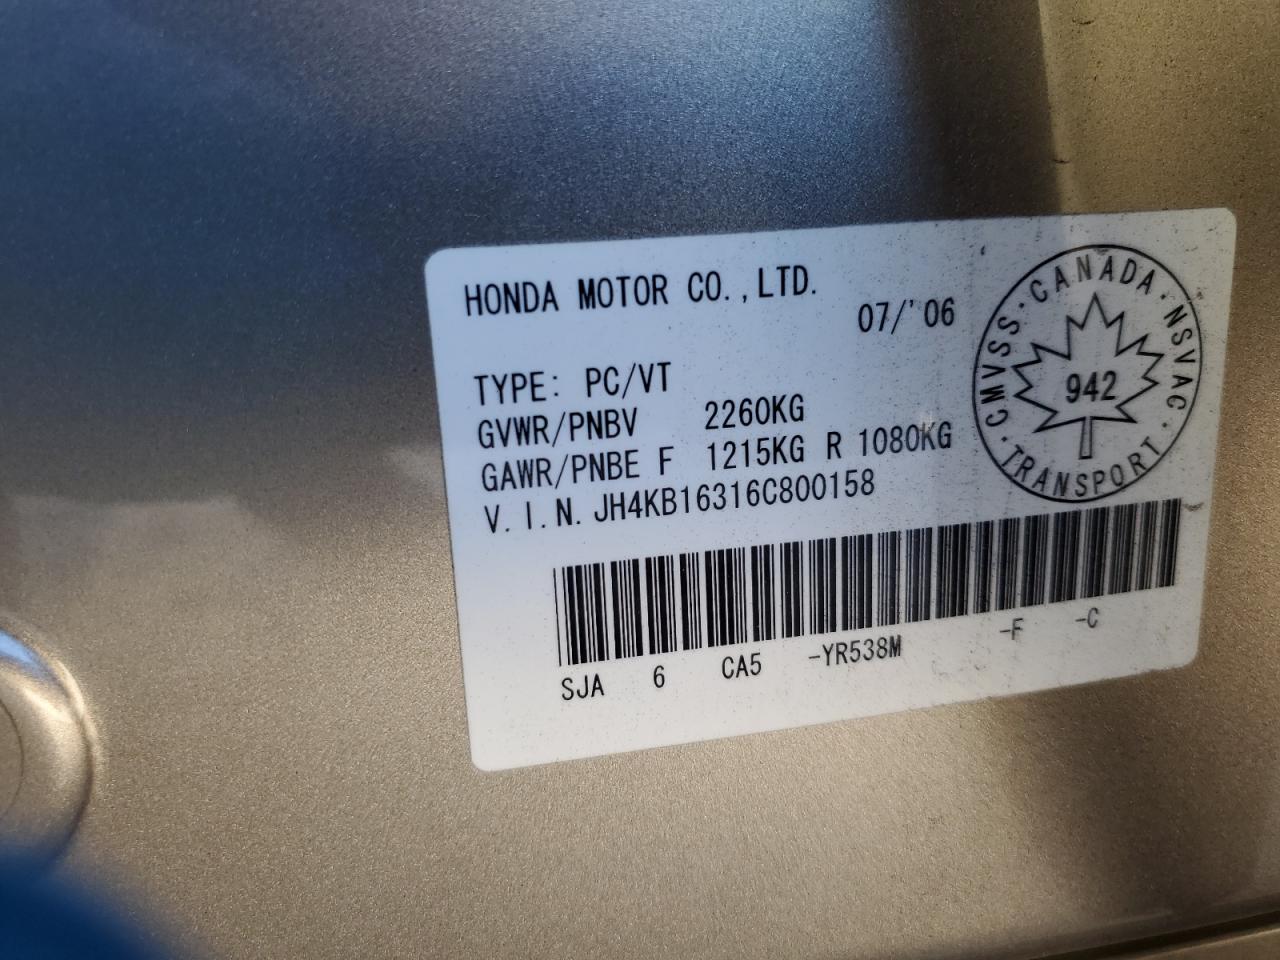 HONDA MOTOR CO.,LTD.
07/'06
TYPE: PC/VT
GVWR/PNBV 2260KG
GAWR/PNBE F 1215KG R 1080KG
V.I.N. JH4KB16316C800158
CANADA · NSVAC · TRANSPORT · CMVSS ·
942
SJA 6 CA5 -YR538M -F -C